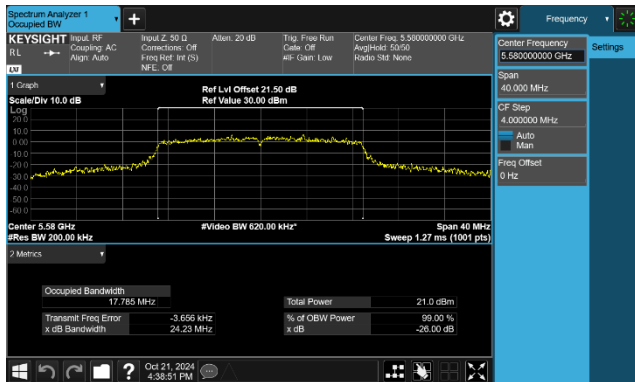 Spectrum Analyzer 1
Occupied BW
Frequency
KEYSIGHT
RL
LXI
Input: RF
Coupling: AC
Align: Auto
Input Z: 50 Ω
Corrections: Off
Freq Ref: Int (S)
NFE: Off
Atten: 20 dB
Trig: Free Run
Gate: Off
#IF Gain: Low
Center Freq: 5.580000000 GHz
Avg|Hold: 50/50
Radio Std: None
Center Frequency
5.580000000 GHz
Settings
Span
40.000 MHz
CF Step
4.000000 MHz
Auto
Man
Freq Offset
0 Hz
1 Graph
Scale/Div 10.0 dB
Ref Lvl Offset 21.50 dB
Ref Value 30.00 dBm
Log
20.0
10.0
0.00
-10.0
-20.0
-30.0
-40.0
-50.0
-60.0
Center 5.58 GHz
#Video BW 620.00 kHz*
Span 40 MHz
#Res BW 200.00 kHz
Sweep 1.27 ms (1001 pts)
2 Metrics
Occupied Bandwidth
17.785 MHz
Total Power 21.0 dBm
Transmit Freq Error -3.656 kHz
% of OBW Power 99.00 %
x dB Bandwidth 24.23 MHz
x dB -26.00 dB
?
Oct 21, 2024
4:38:51 PM